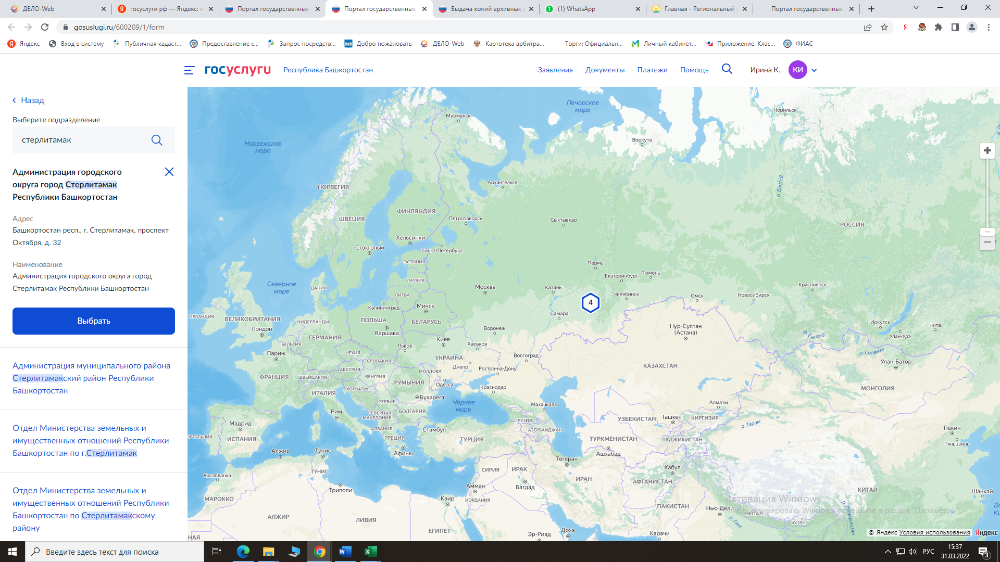 ДЕЛО-Web
госуслуги рф — Яндекс: н
Портал государственных
Портал государственных
Выдача копий архивных д
(1) WhatsApp
Главная - Региональный п
Портал государственных
gosuslugi.ru/600209/1/form
Яндекс
Вход в систему
Публичная кадаст...
Предоставление с...
Запрос посредств...
Добро пожаловать
ДЕЛО-Web
Картотека арбитра...
Торги: Официальн...
Личный кабинет...
Приложение. Клас...
ФИАС
госуслуги
Республика Башкортостан
Заявления
Документы
Платежи
Помощь
Ирина К.
КИ
Назад
Выберите подразделение
стерлитамак
Администрация городского
округа город Стерлитамак
Республики Башкортостан
Адрес
Башкортостан респ., г. Стерлитамак, проспект
Октября, д. 32
Наименование
Администрация городского округа город
Стерлитамак Республики Башкортостан
Выбрать
Администрация муниципального района
Стерлитамакский район Республики
Башкортостан
Отдел Министерства земельных и
имущественных отношений Республики
Башкортостан по г.Стерлитамак
Отдел Министерства земельных и
имущественных отношений Республики
Башкортостан по Стерлитамакскому
району
Печорское
море
Мурманск
Норильск
Норвежское
море
Воркута
НОРВЕГИЯ
Архангельск
р. Енисей
ШВЕЦИЯ
ФИНЛЯНДИЯ
Петрозаводск
Сыктывкар
РОССИЯ
Хельсинки
Стокгольм
Санкт-Петербург
ЭСТОНИЯ
Пермь
Екатеринбург
Тюмень
ЛАТВИЯ
Северное
море
ДАНИЯ
Москва
Казань
Красноярск
ЛИТВА
Челябинск
Омск
Новосибирск
4
Калининград
Минск
Самара
ИРЛАНДИЯ
ВЕЛИКОБРИТАНИЯ
НИДЕРЛАНДЫ
ПОЛЬША
БЕЛАРУСЬ
Лондон
Варшава
Воронеж
Нур-Султан
(Астана)
Иркутск
Чита
р. Енисей
Улан-Удэ
ГЕРМАНИЯ
Киев
БЕЛЬГИЯ
Львов
Харьков
Париж
ЧЕХИЯ
СЛОВАКИЯ
УКРАИНА
Волгоград
р. Селенга
Улан-Батор
АВСТРИЯ
МОЛДОВА
Днепр
Ростов-на-Дону
КАЗАХСТАН
ФРАНЦИЯ
ШВЕЙЦАРИЯ
ВЕНГРИЯ
РУМЫНИЯ
Одесса
ХОРВАТИЯ
Краснодар
МОНГОЛИЯ
ИТАЛИЯ
Бухарест
СЕРБИЯ
Чёрное
море
Махачкала
Алматы
Рим
СЕВЕРНАЯ
МАКЕДОНИЯ
БОЛГАРИЯ
ГРУЗИЯ
УЗБЕКИСТАН
Ташкент
КИРГИЗИЯ
Мадрид
АЛБАНИЯ
Стамбул
АЗЕРБАЙДЖАН
р. Тарим
Пекин
ОРТУГАЛИЯ
ИСПАНИЯ
ГРЕЦИЯ
ТУРЦИЯ
ТУРКМЕНИСТАН
ТАДЖИКИСТАН
Тяньцзинь
Алжир
Тунис
Афины
Ашхабад
Тегеран
ТУНИС
СИРИЯ
ИРАК
Кабул
Касабланка
ИРАН
АФГАНИСТАН
Триполи
Амман
Багдад
КИТАЙ
Шанхай
МАРОККО
Каир
ИОРДАНИЯ
ПАКИСТАН
Нью-Дели
НЕПАЛ
АЛЖИР
ЛИВИЯ
БУТАН
р. Ганг
ЕГИПЕТ
Эр-Рияд
Доха
Карачи
НАЯ
Активация Windows
© Яндекс Условия использования
Яндекс
Введите здесь текст для поиска
РУС
15:37
31.03.2022
3